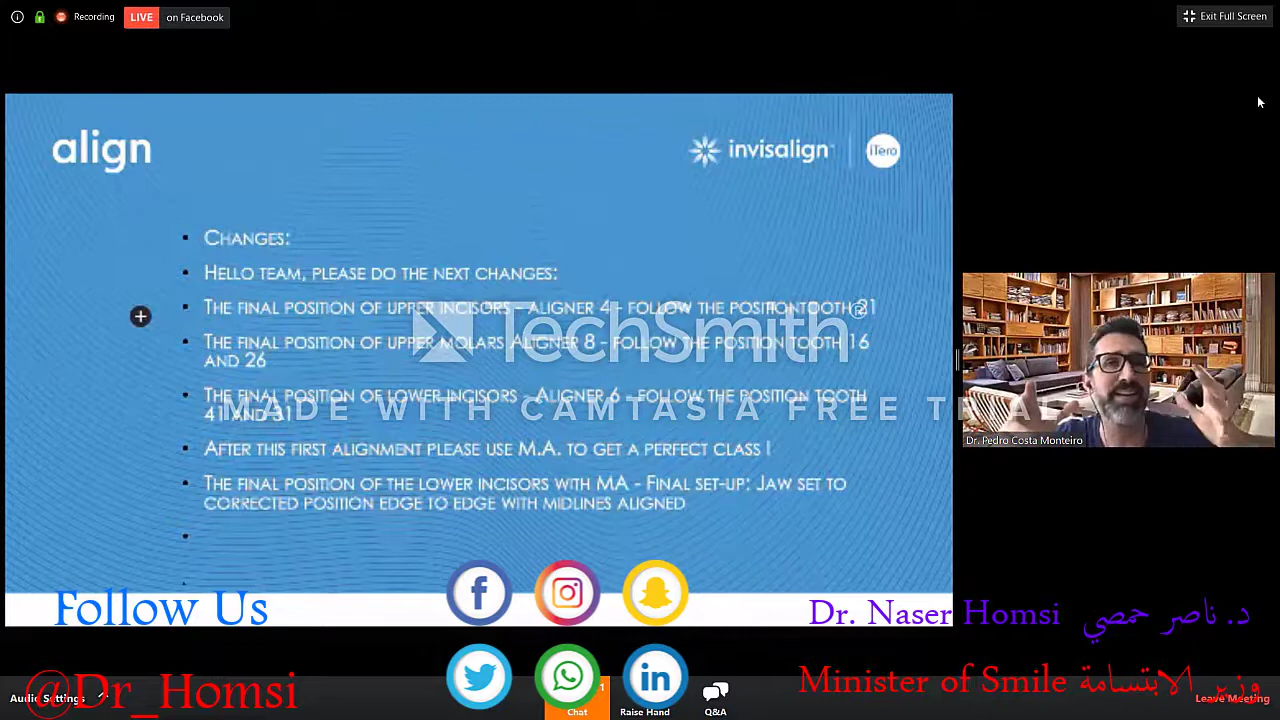 Recording
LIVE on Facebook
Exit Full Screen
align
invisalign
iTero
CHANGES:
HELLO TEAM, PLEASE DO THE NEXT CHANGES:
THE FINAL POSITION OF UPPER INCISORS - ALIGNER 4 - FOLLOW THE POSITION TOOTH 21
THE FINAL POSITION OF UPPER MOLARS ALIGNER 8 - FOLLOW THE POSITION TOOTH 16
AND 26
THE FINAL POSITION OF LOWER INCISORS - ALIGNER 6 - FOLLOW THE POSITION TOOTH
41 AND 31
AFTER THIS FIRST ALIGNMENT PLEASE USE M.A. TO GET A PERFECT CLASS I
THE FINAL POSITION OF THE LOWER INCISORS WITH MA - FINAL SET-UP: JAW SET TO
CORRECTED POSITION EDGE TO EDGE WITH MIDLINES ALIGNED
TechSmith®
MADE WITH CAMTASIA FREE TRIAL
Dr. Pedro Costa Monteiro
Follow Us
Dr. Naser Homsi د. ناصر حمصي
@Dr_Homsi
Minister of Smile وزير الابتسامة
Audio Settings
1
Chat
Raise Hand
Q&A
Leave Meeting